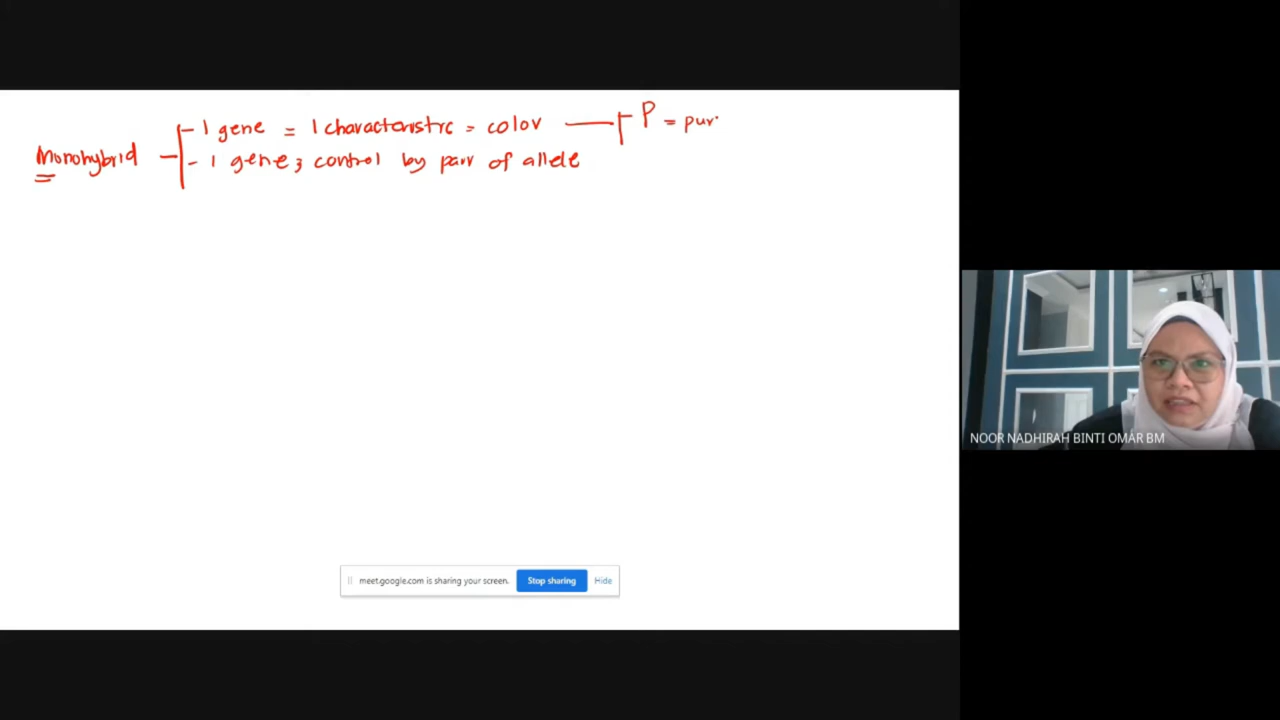 - 1 gene = 1 characteristic = color — P = pur
Monohybrid
- 1 gene; control by pair of allele
NOOR NADHIRAH BINTI OMAR BM
meet.google.com is sharing your screen. Stop sharing Hide